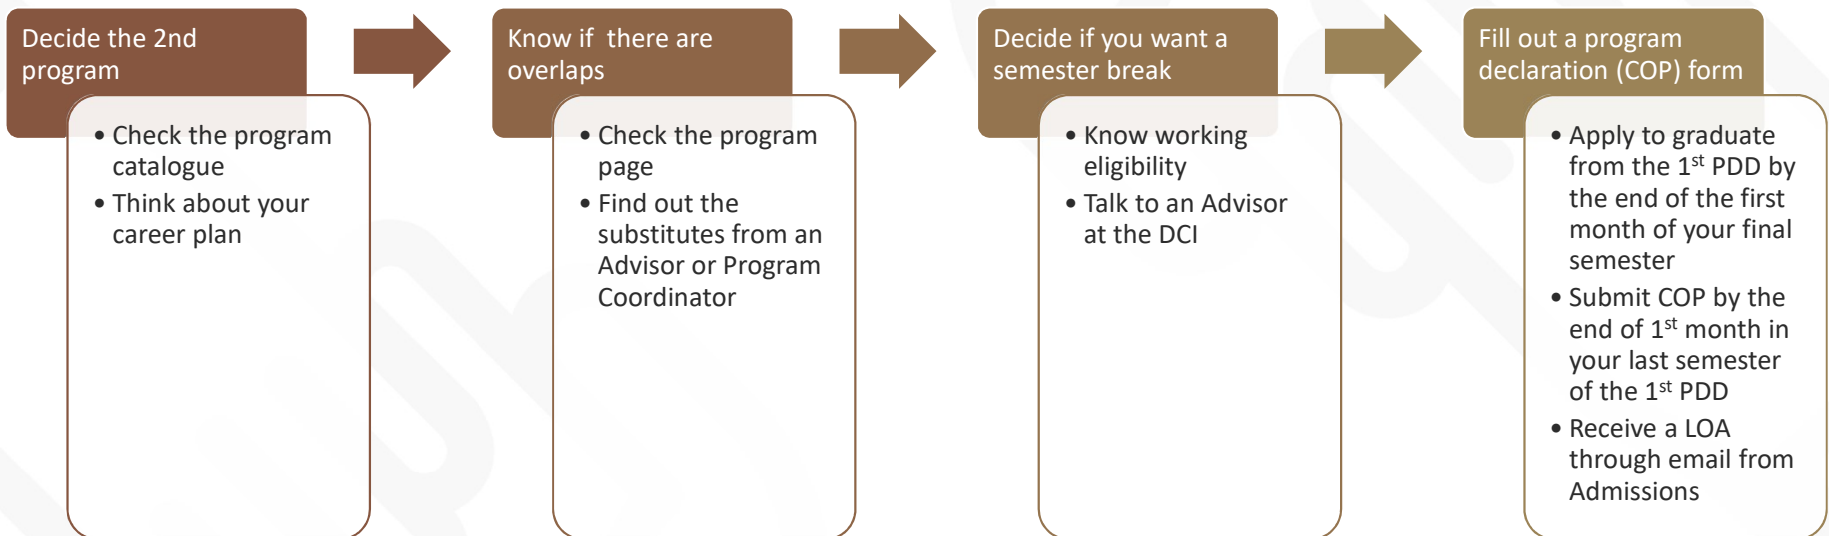 Decide the 2nd
program
• Check the program
catalogue
• Think about your
career plan
Know if  there are
overlaps
• Check the program
page
• Find out the
substitutes from an
Advisor or Program
Coordinator
Decide if you want a
semester break
• Know working
eligibility
• Talk to an Advisor
at the DCI
Fill out a program
declaration (COP) form
• Apply to graduate
from the 1st PDD by
the end of the first
month of your final
semester
• Submit COP by the
end of 1st month in
your last semester
of the 1st PDD
• Receive a LOA
through email from
Admissions